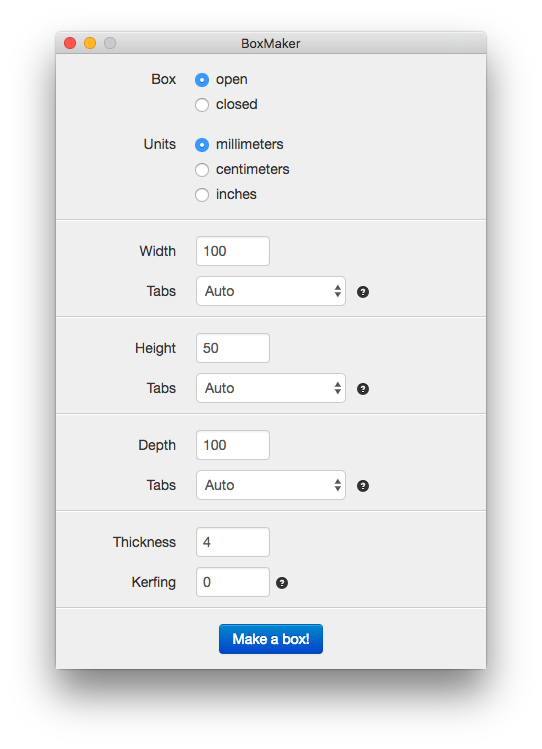 BoxMaker
Box open
closed
Units millimeters
centimeters
inches
Width 100
Tabs Auto ?
Height 50
Tabs Auto ?
Depth 100
Tabs Auto ?
Thickness 4
Kerfing 0 ?
Make a box!